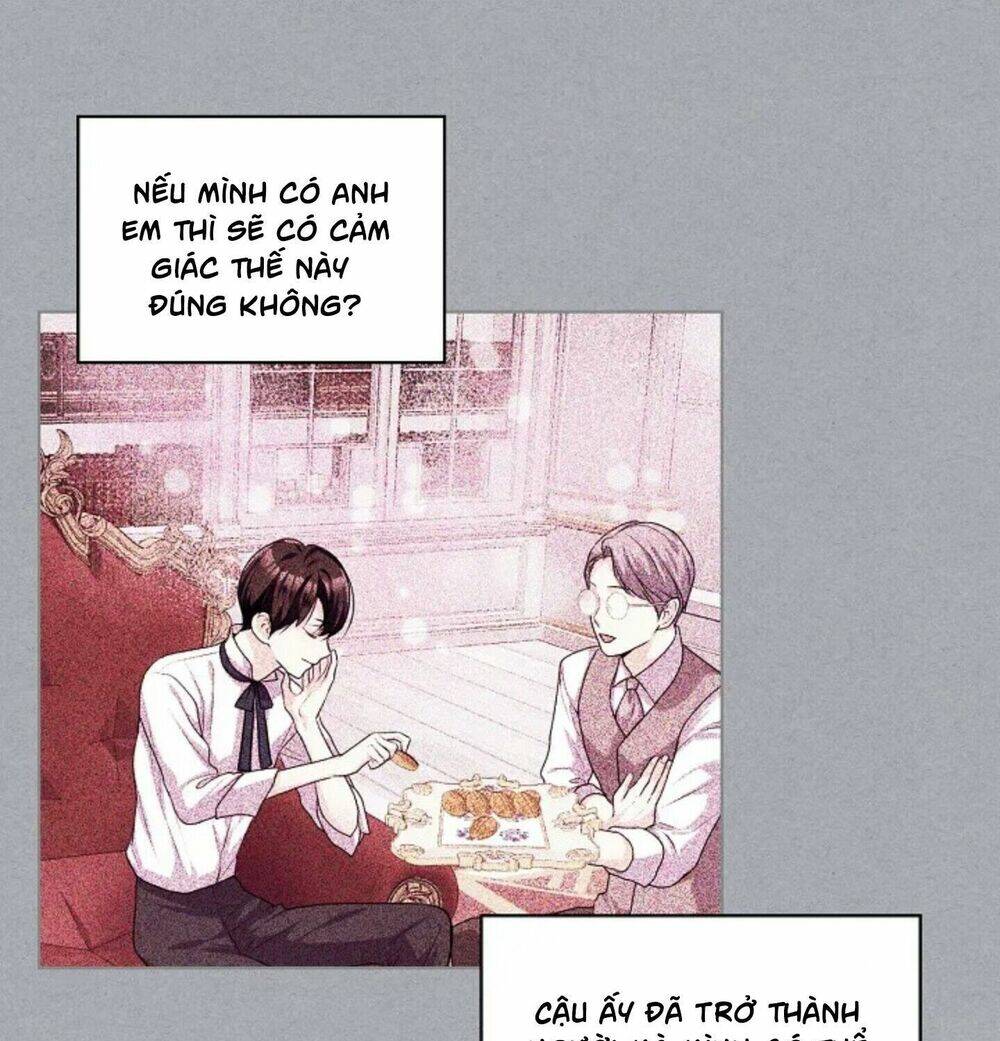 NẾU MÌNH CÓ ANH
EM THÌ SẼ CÓ CẢM
GIÁC THẾ NÀY
ĐÚNG KHÔNG?
CẬU ẤY ĐÃ TRỞ THÀNH